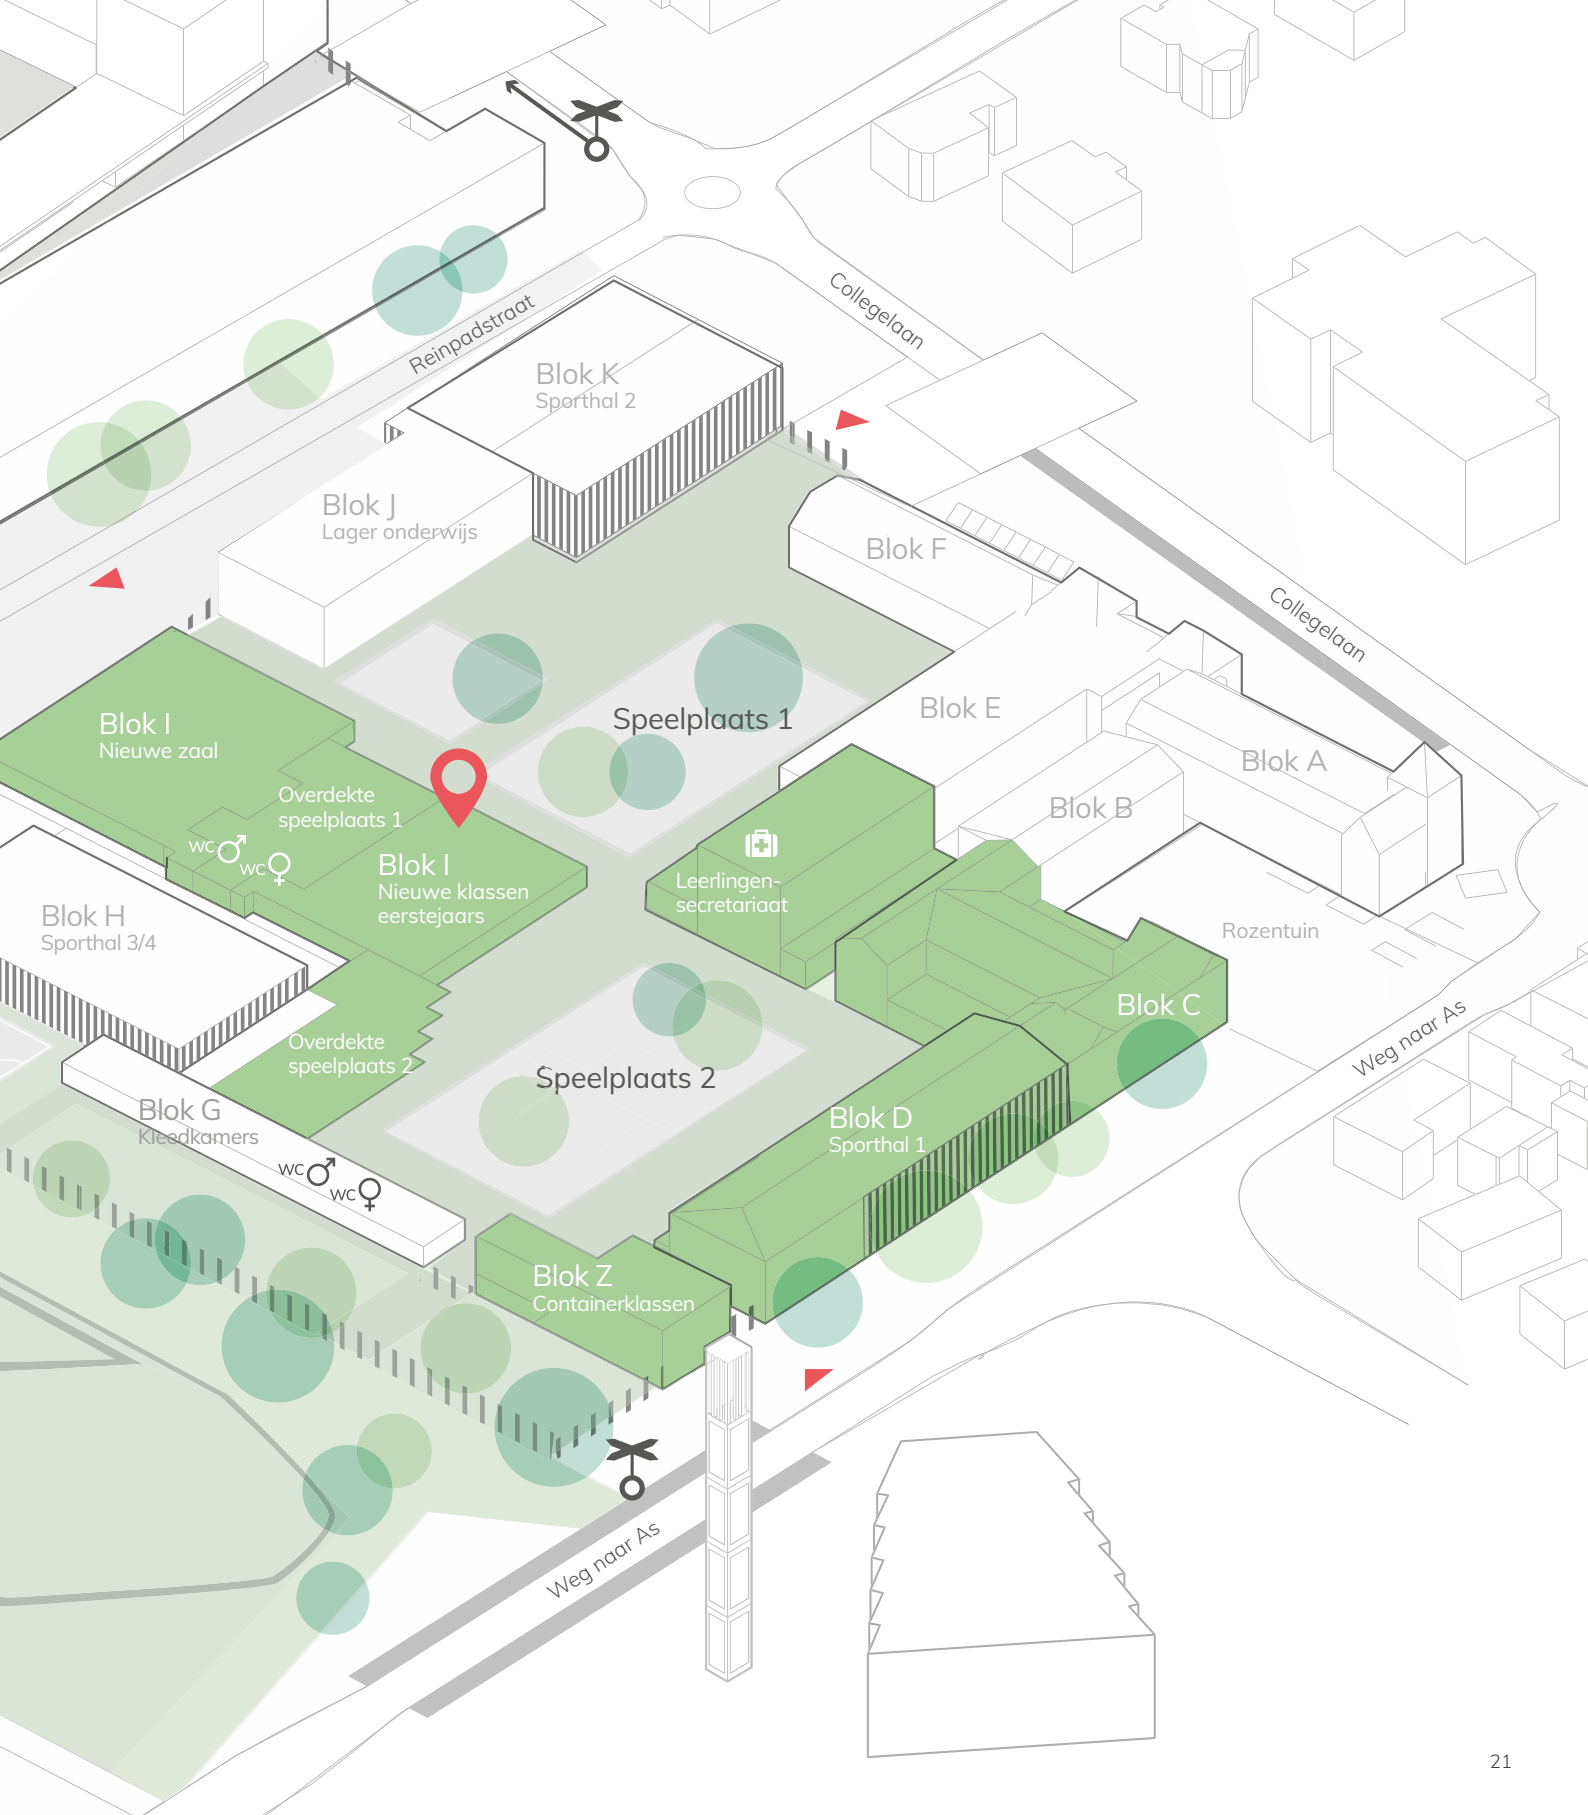 Reinpadstraat
Collegelaan
Blok K
Sporthal 2
Blok J
Lager onderwijs
Blok F
Collegelaan
Blok I
Nieuwe zaal
Speelplaats 1
Blok E
Blok A
Overdekte
speelplaats 1
Blok B
WC
WC
Blok I
Nieuwe klassen
eerstejaars
Leerlingen-
secretariaat
Blok H
Sporthal 3/4
Rozentuin
Blok C
Weg naar As
Overdekte
speelplaats 2
Speelplaats 2
Blok G
Kleedkamers
Blok D
Sporthal 1
WC
WC
Blok Z
Containerklassen
Weg naar As
21